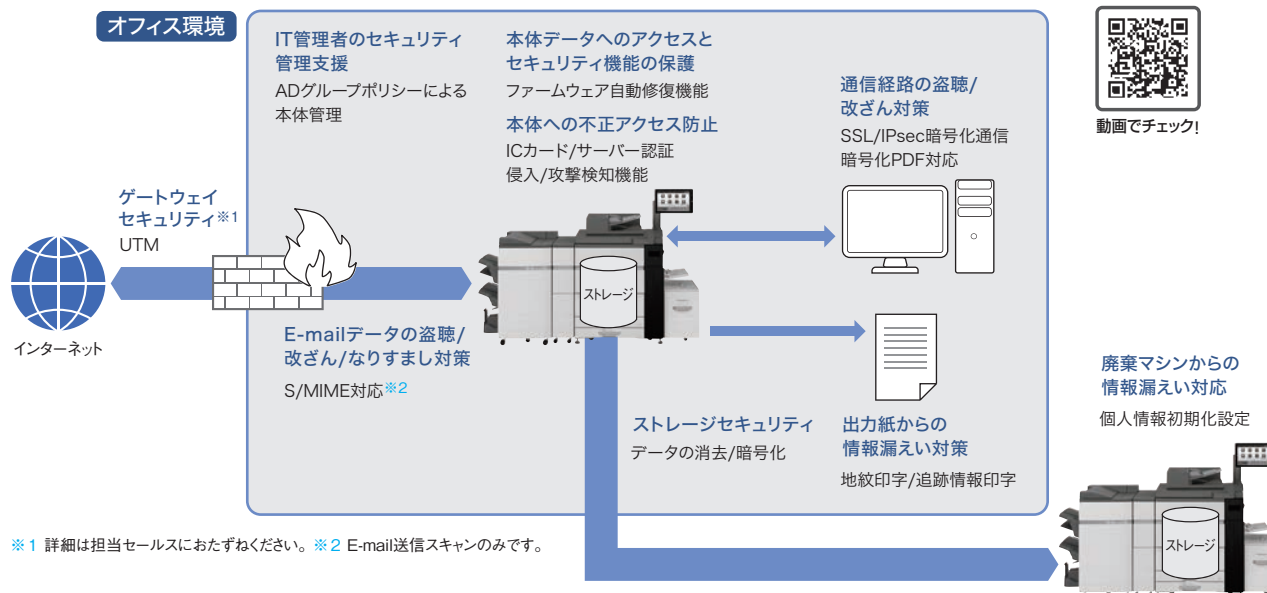 オフィス環境
IT管理者のセキュリティ
管理支援
ADグループポリシーによる
本体管理
本体データへのアクセスと
セキュリティ機能の保護
ファームウェア自動修復機能
本体への不正アクセス防止
ICカード/サーバー認証
侵入/攻撃検知機能
通信経路の盗聴/
改ざん対策
SSL/IPsec暗号化通信
暗号化PDF対応
動画でチェック!
ゲートウェイ
セキュリティ※1
UTM
インターネット
ストレージ
E-mailデータの盗聴/
改ざん/なりすまし対策
S/MIME対応※2
ストレージセキュリティ
データの消去/暗号化
出力紙からの
情報漏えい対策
地紋印字/追跡情報印字
廃棄マシンからの
情報漏えい対応
個人情報初期化設定
ストレージ
※1 詳細は担当セールスにおたずねください。※2 E-mail送信スキャンのみです。